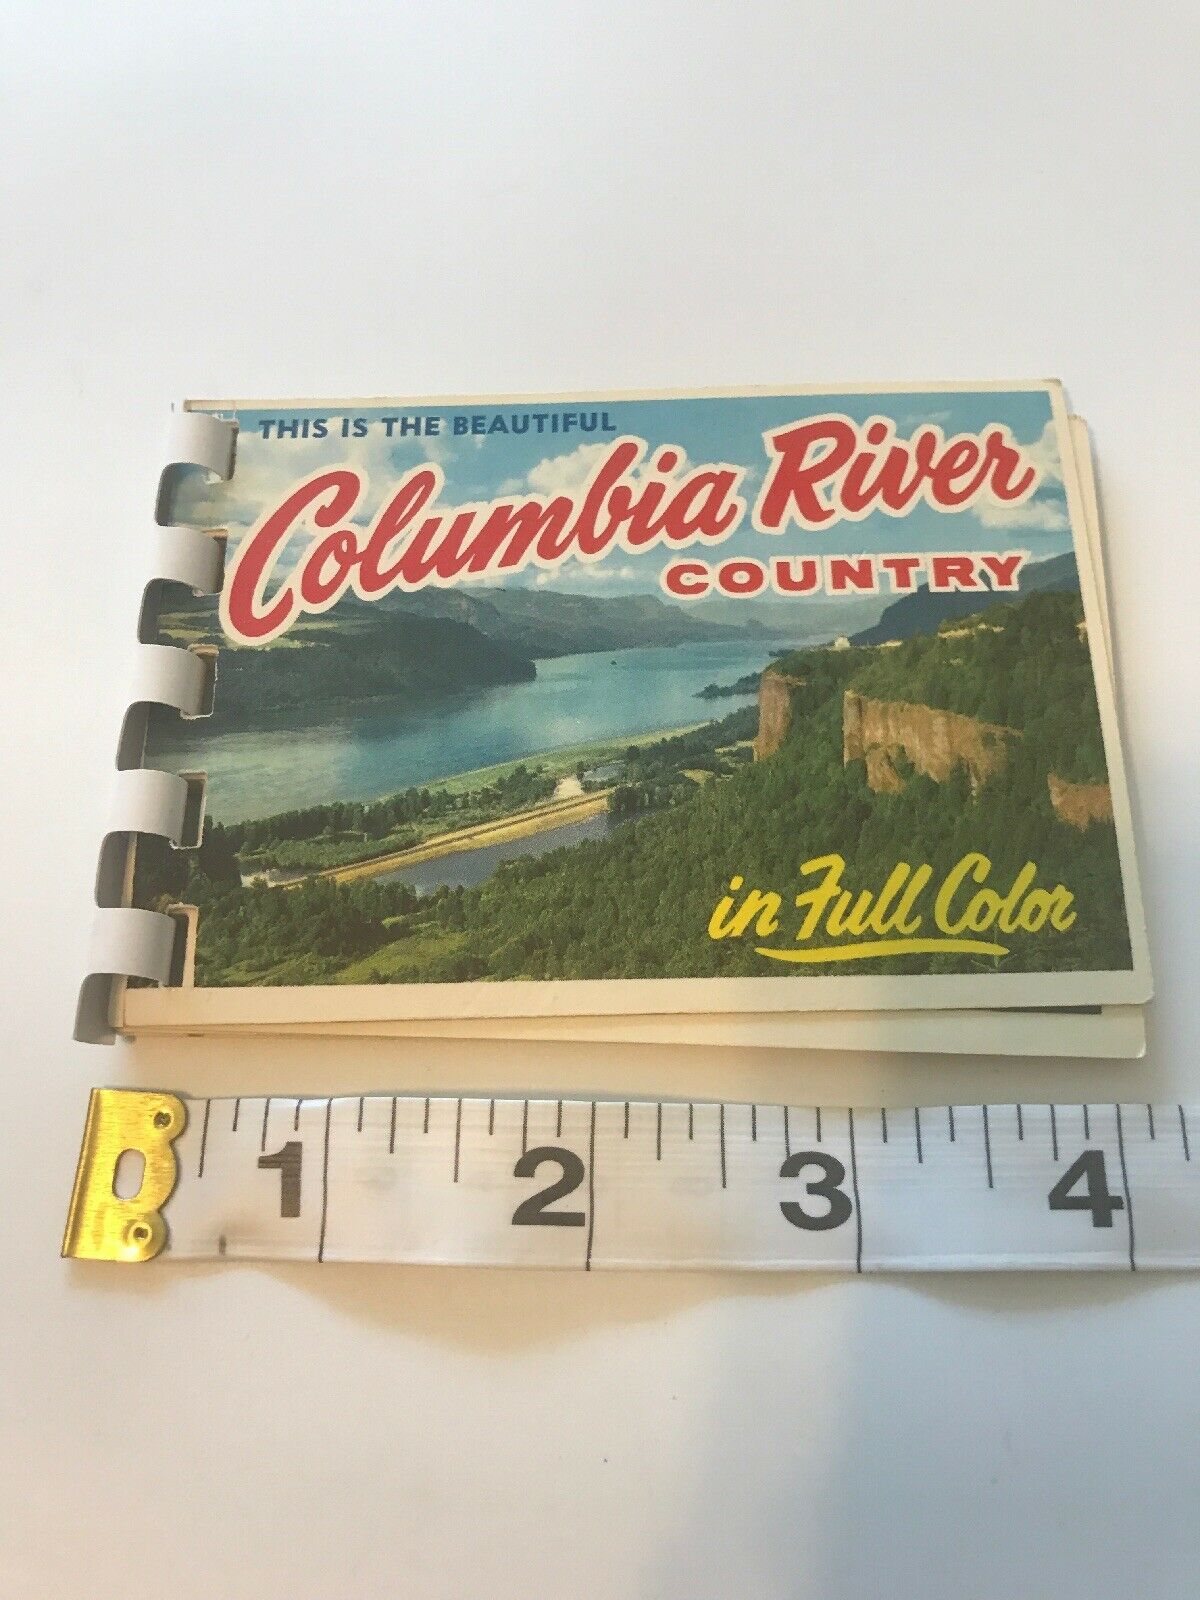 THIS IS THE BEAUTIFUL
Columbia River
COUNTRY
in Full Color
1 2 3 4